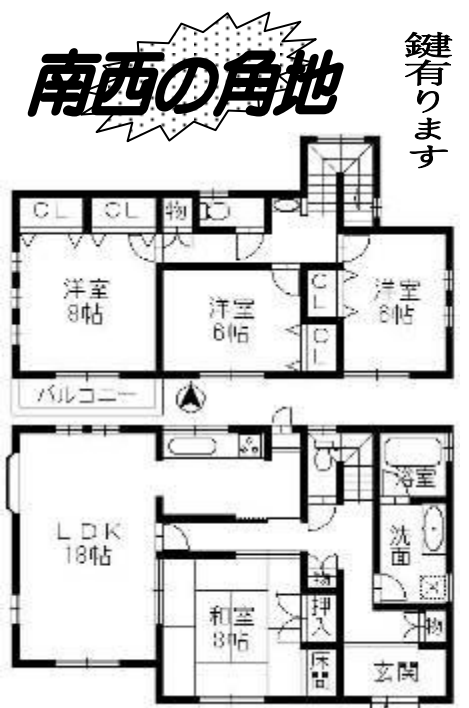 南西の角地
鍵有ります
CL
CL
物
洋室
8帖
洋室
6帖
CL
CL
洋室
6帖
バルコニー
LDK
18帖
浴室
洗面
物
和室
8帖
押入
床間
物
玄関